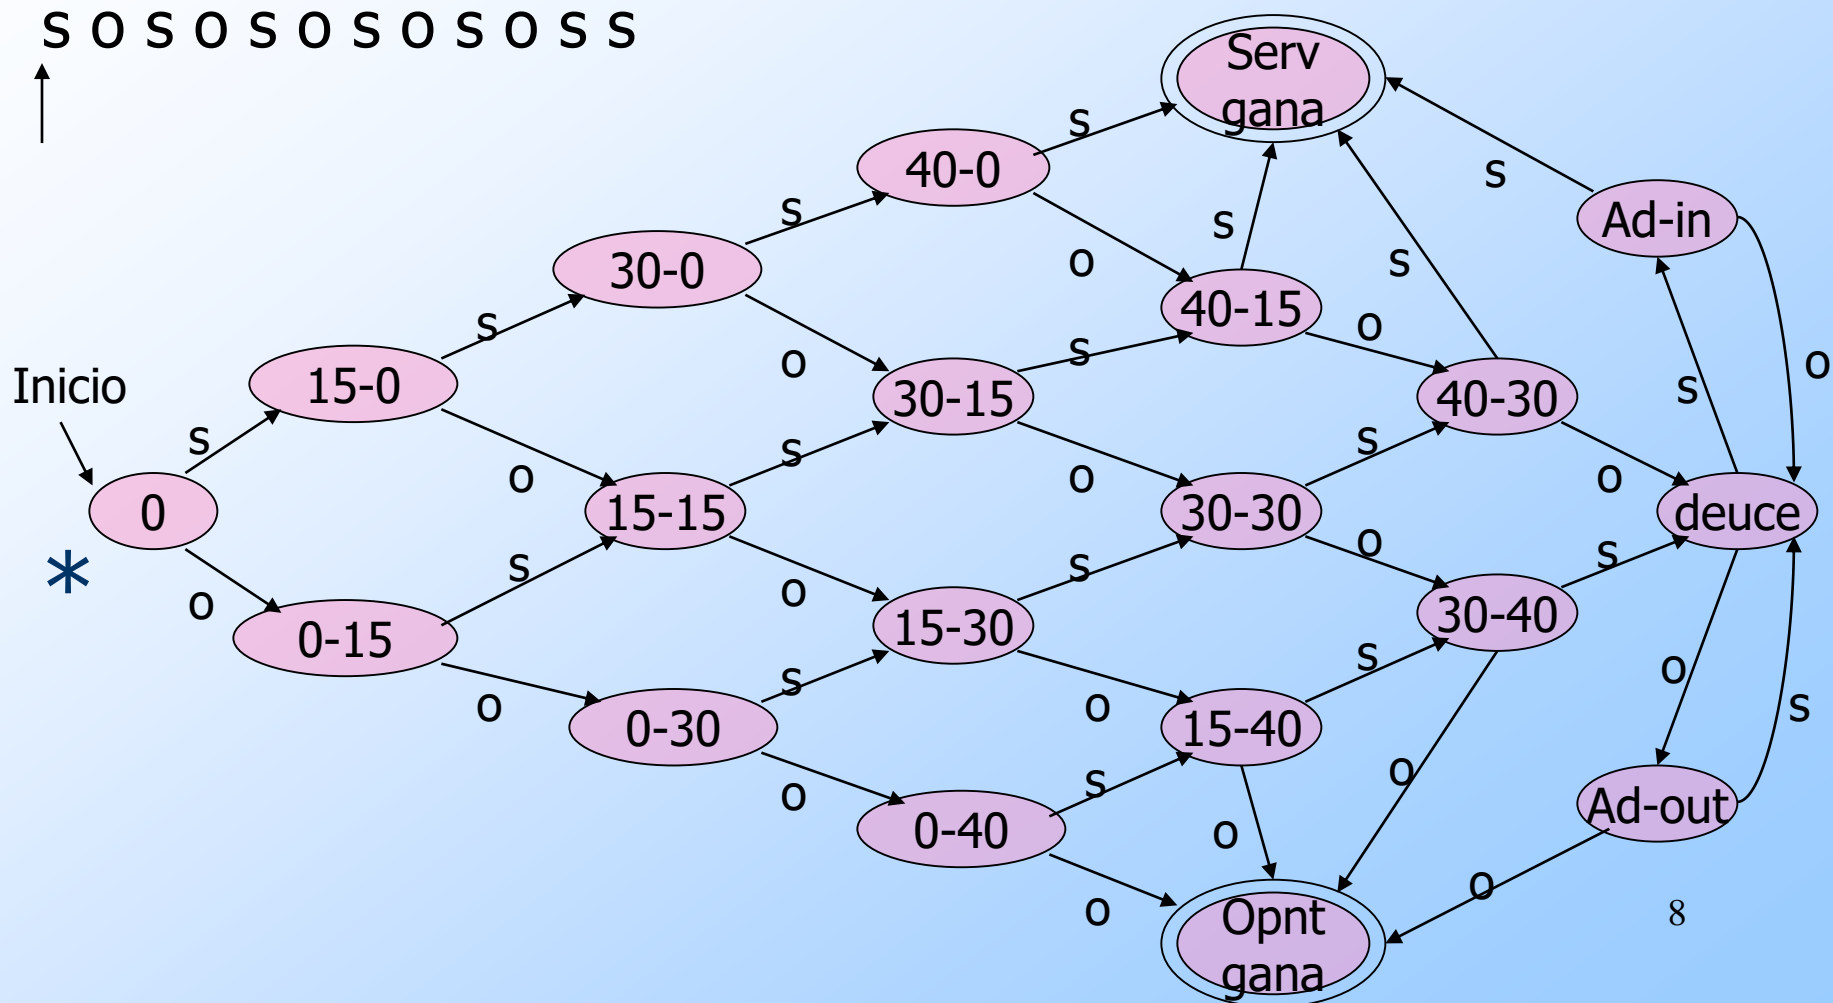 s o s o s o s o s o s s
Serv
gana
s
40-0
s
s
Ad-in
30-0
s
o
s
s
40-15
s
o
15-0
o
s
o
Inicio
30-15
40-30
s
s
s
s
o
o
o
0
15-15
30-30
deuce
*
s
o
s
o
s
o
0-15
15-30
30-40
s
s
o
s
o
o
0-30
15-40
s
o
s
o
0-40
o
Ad-out
o
o
Opnt
gana
8